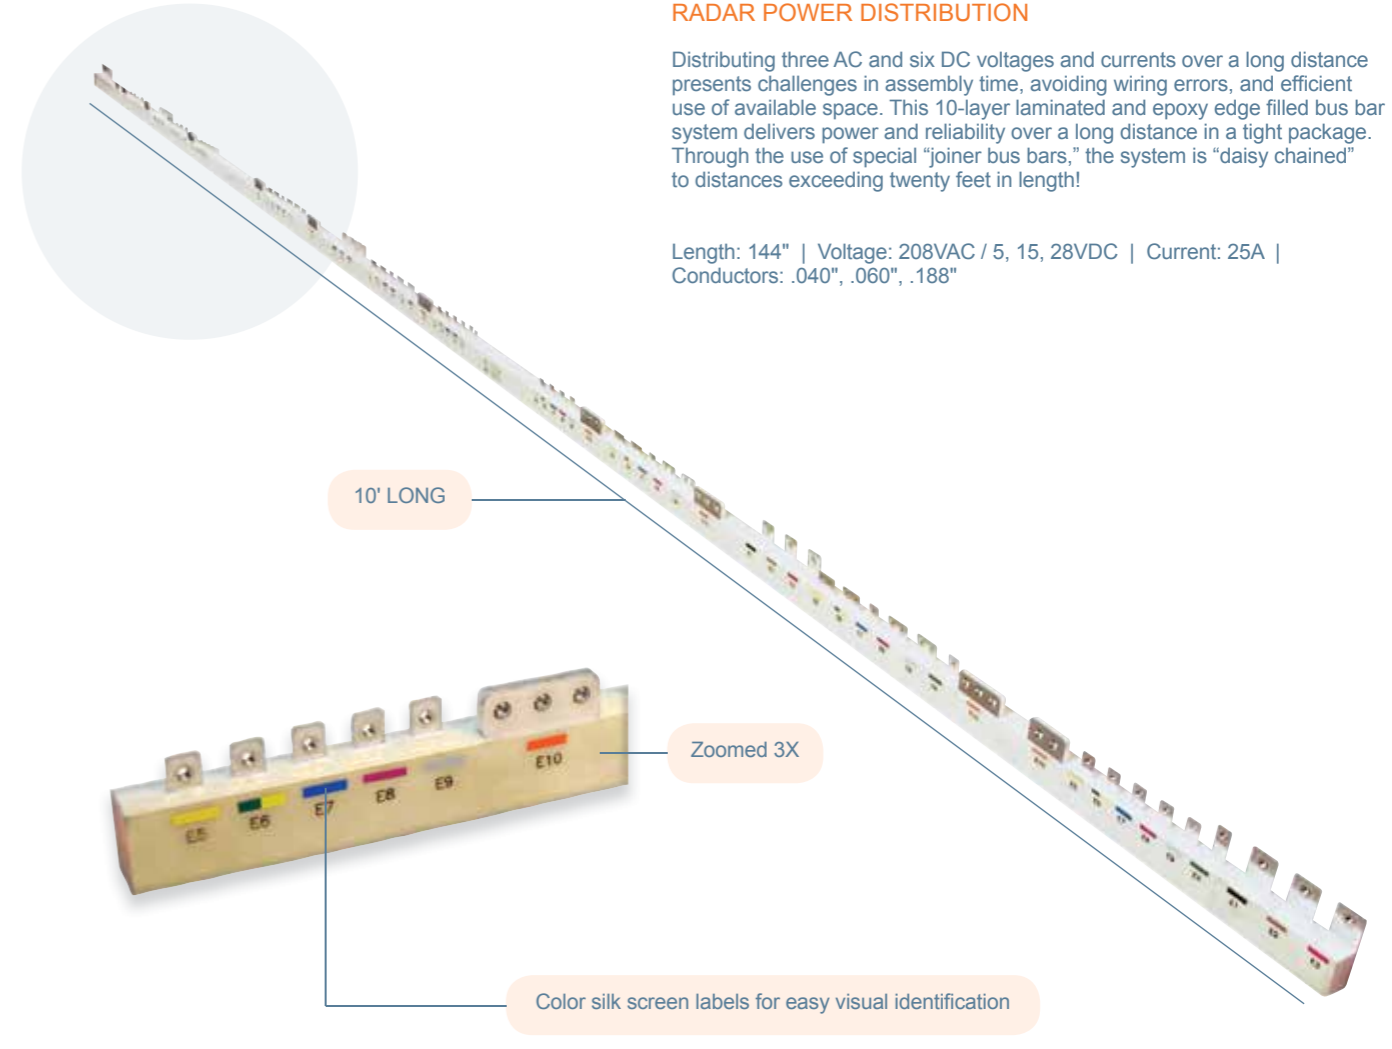 RADAR POWER DISTRIBUTION
Distributing three AC and six DC voltages and currents over a long distance
presents challenges in assembly time, avoiding wiring errors, and efficient
use of available space. This 10-layer laminated and epoxy edge filled bus bar
system delivers power and reliability over a long distance in a tight package.
Through the use of special “joiner bus bars,” the system is “daisy chained”
to distances exceeding twenty feet in length!
Length: 144" | Voltage: 208VAC / 5, 15, 28VDC | Current: 25A |
Conductors: .040", .060", .188"
10' LONG
Zoomed 3X
E5 E6 E7 E8 E9 E10
E1
E2
E3
Color silk screen labels for easy visual identification